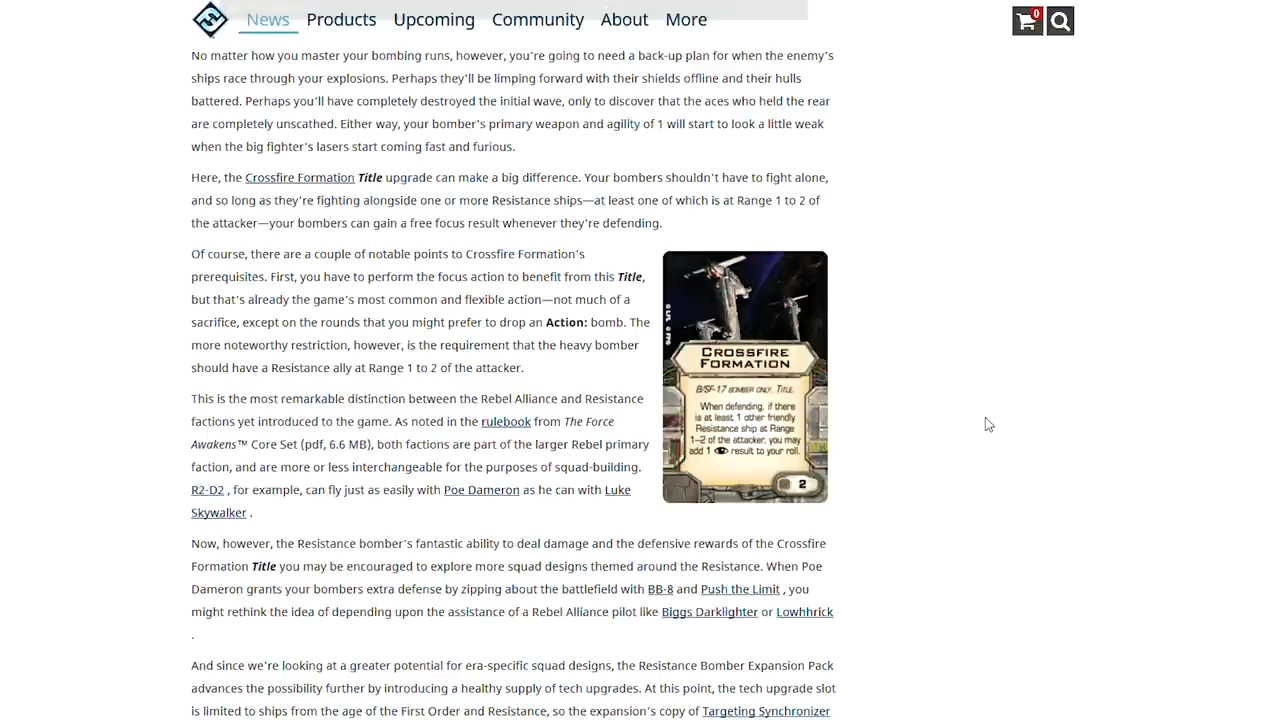 News Products Upcoming Community About More
0
No matter how you master your bombing runs, however, you're going to need a back-up plan for when the enemy's
ships race through your explosions. Perhaps they'll be limping forward with their shields offline and their hulls
battered. Perhaps you'll have completely destroyed the initial wave, only to discover that the aces who held the rear
are completely unscathed. Either way, your bomber's primary weapon and agility of 1 will start to look a little weak
when the big fighter's lasers start coming fast and furious.
Here, the Crossfire Formation Title upgrade can make a big difference. Your bombers shouldn't have to fight alone,
and so long as they're fighting alongside one or more Resistance ships—at least one of which is at Range 1 to 2 of
the attacker—your bombers can gain a free focus result whenever they're defending.
Of course, there are a couple of notable points to Crossfire Formation's
prerequisites. First, you have to perform the focus action to benefit from this Title,
but that's already the game's most common and flexible action—not much of a
sacrifice, except on the rounds that you might prefer to drop an Action: bomb. The
more noteworthy restriction, however, is the requirement that the heavy bomber
should have a Resistance ally at Range 1 to 2 of the attacker.
This is the most remarkable distinction between the Rebel Alliance and Resistance
factions yet introduced to the game. As noted in the rulebook from The Force
Awakens™ Core Set (pdf, 6.6 MB), both factions are part of the larger Rebel primary
faction, and are more or less interchangeable for the purposes of squad-building.
R2-D2 , for example, can fly just as easily with Poe Dameron as he can with Luke
Skywalker .
©LFL ©FFG
CROSSFIRE
FORMATION
B/SF-17 BOMBER ONLY. TITLE.
When defending, if there
is at least 1 other friendly
Resistance ship at Range
1-2 of the attacker, you may
add 1 result to your roll.
2
Now, however, the Resistance bomber's fantastic ability to deal damage and the defensive rewards of the Crossfire
Formation Title you may be encouraged to explore more squad designs themed around the Resistance. When Poe
Dameron grants your bombers extra defense by zipping about the battlefield with BB-8 and Push the Limit , you
might rethink the idea of depending upon the assistance of a Rebel Alliance pilot like Biggs Darklighter or Lowhhrick
.
And since we're looking at a greater potential for era-specific squad designs, the Resistance Bomber Expansion Pack
advances the possibility further by introducing a healthy supply of tech upgrades. At this point, the tech upgrade slot
is limited to ships from the age of the First Order and Resistance, so the expansion's copy of Targeting Synchronizer